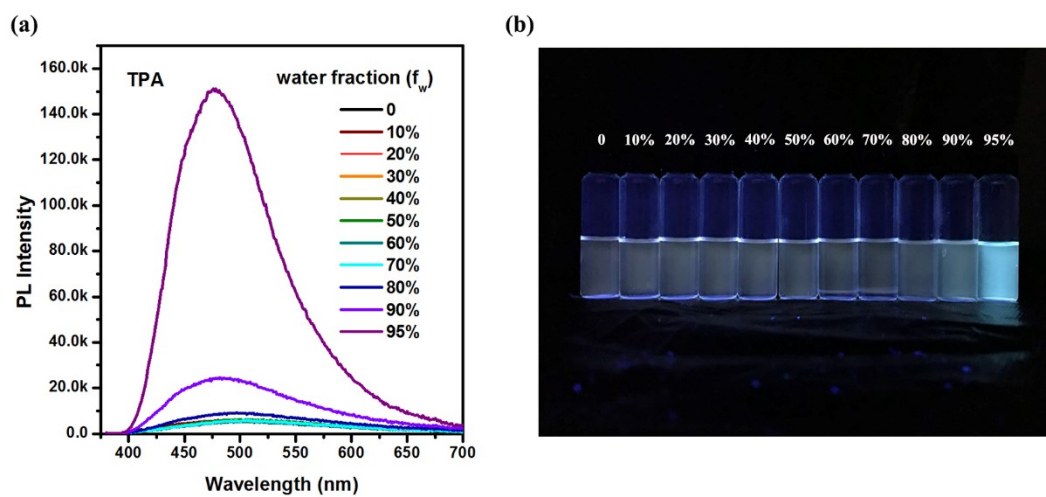 (a)
(b)
160.0k
140.0k
120.0k
100.0k
80.0k
60.0k
40.0k
20.0k
0.0
PL Intensity
TPA
water fraction (fw)
0
10%
20%
30%
40%
50%
60%
70%
80%
90%
95%
400 450 500 550 600 650 700
Wavelength (nm)
0 10% 20% 30% 40% 50% 60% 70% 80% 90% 95%